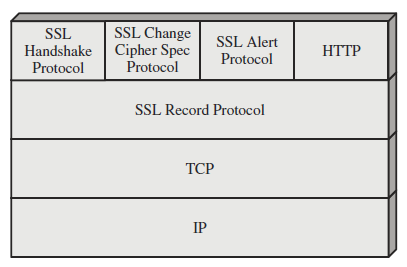 SSL
Handshake
Protocol
SSL Change
Cipher Spec
Protocol
SSL Alert
Protocol
HTTP
SSL Record Protocol
TCP
IP